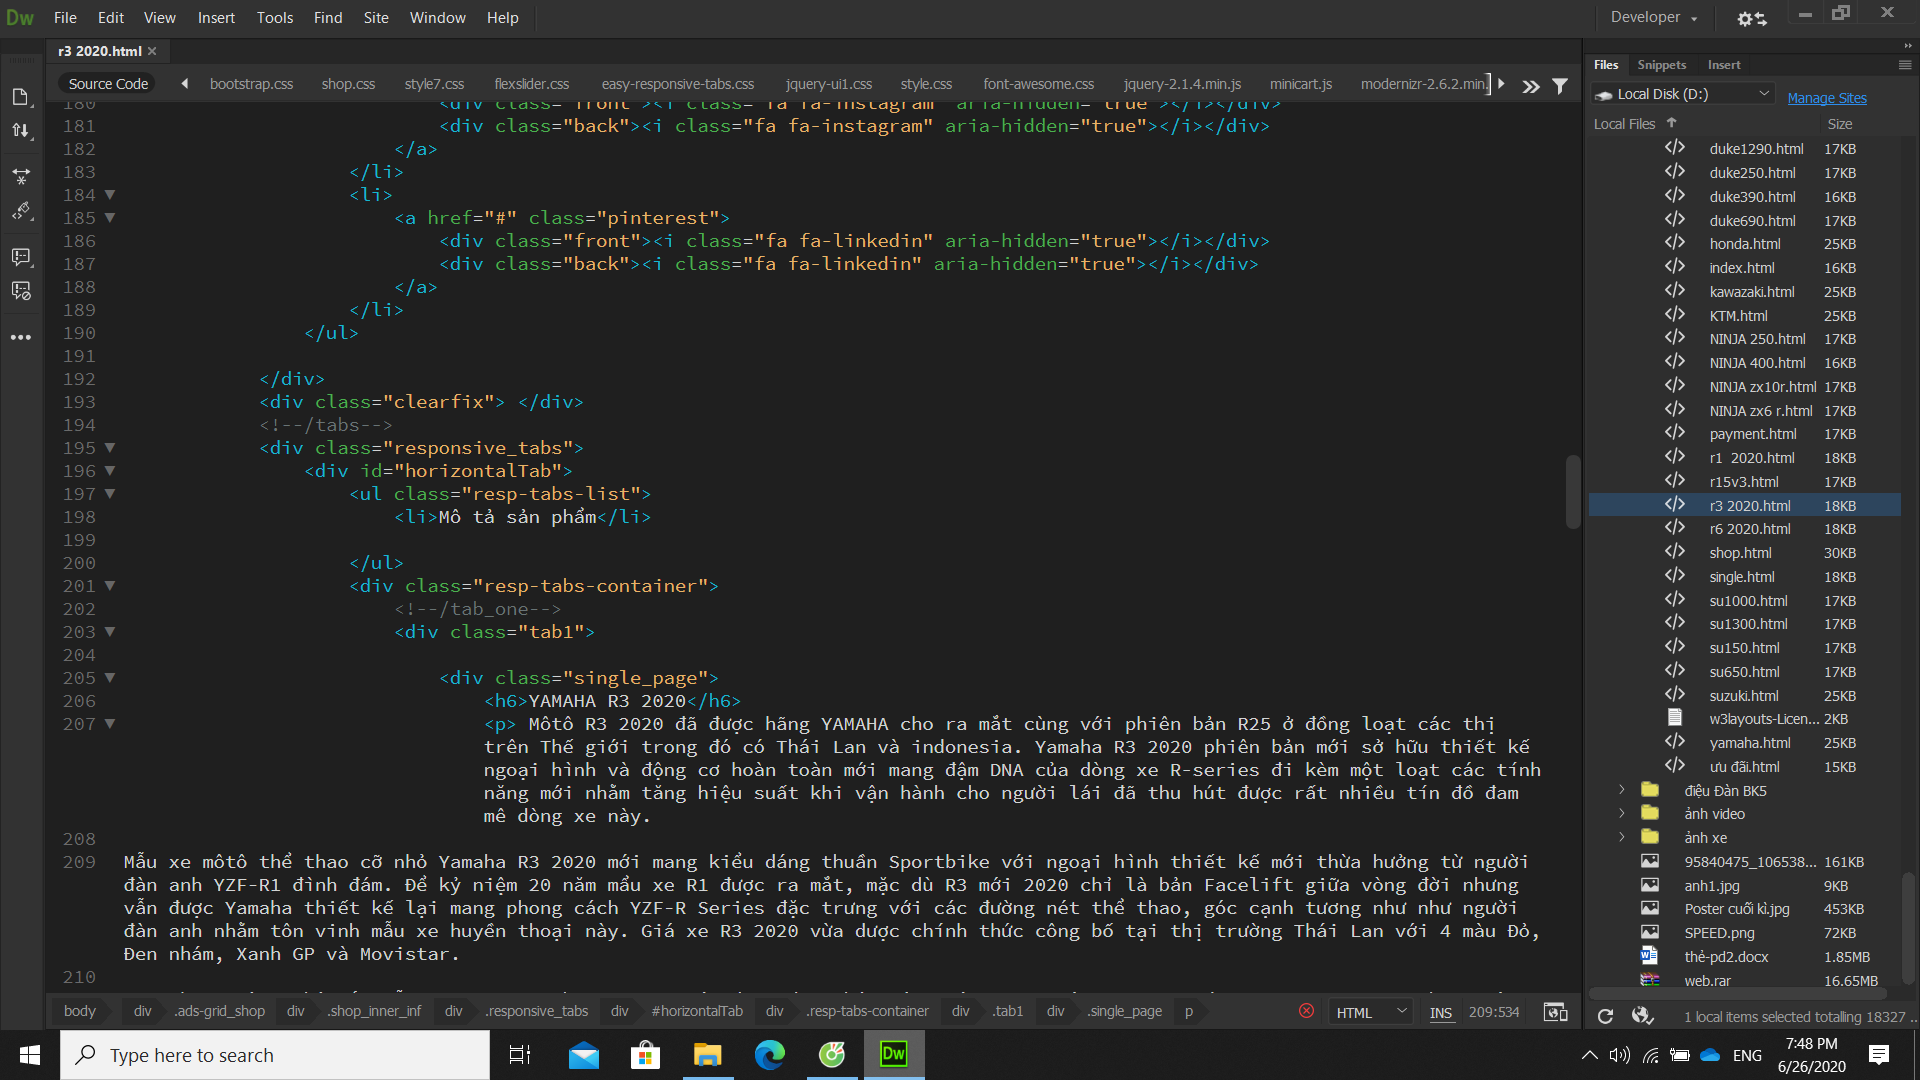 Dw File Edit View Insert Tools Find Site Window Help Developer
r3 2020.html
Source Code bootstrap.css shop.css style7.css flexslider.css easy-responsive-tabs.css jquery-ui1.css style.css font-awesome.css jquery-2.1.4.min.js minicart.js modernizr-2.6.2.min.
180 <div class="front"><i class="fa fa-instagram" aria-hidden="true"></i></div>
181 <div class="back"><i class="fa fa-instagram" aria-hidden="true"></i></div>
182 </a>
183 </li>
184 <li>
185 <a href="#" class="pinterest">
186 <div class="front"><i class="fa fa-linkedin" aria-hidden="true"></i></div>
187 <div class="back"><i class="fa fa-linkedin" aria-hidden="true"></i></div>
188 </a>
189 </li>
190 </ul>
191
192 </div>
193 <div class="clearfix"> </div>
194 <!--/tabs-->
195 <div class="responsive_tabs">
196 <div id="horizontalTab">
197 <ul class="resp-tabs-list">
198 <li>Mô tả sản phẩm</li>
199
200 </ul>
201 <div class="resp-tabs-container">
202 <!--/tab_one-->
203 <div class="tab1">
204
205 <div class="single_page">
206 <h6>YAMAHA R3 2020</h6>
207 <p> Môtô R3 2020 đã được hãng YAMAHA cho ra mắt cùng với phiên bản R25 ở đồng loạt các thị
trên Thế giới trong đó có Thái Lan và indonesia. Yamaha R3 2020 phiên bản mới sở hữu thiết kế
ngoại hình và động cơ hoàn toàn mới mang đậm DNA của dòng xe R-series đi kèm một loạt các tính
năng mới nhằm tăng hiệu suất khi vận hành cho người lái đã thu hút được rất nhiều tín đồ đam
mê dòng xe này.
208
209 Mẫu xe môtô thể thao cỡ nhỏ Yamaha R3 2020 mới mang kiểu dáng thuần Sportbike với ngoại hình thiết kế mới thừa hưởng từ người
đàn anh YZF-R1 đình đám. Để kỷ niệm 20 năm mẩu xe R1 được ra mắt, mặc dù R3 mới 2020 chỉ là bản Facelift giữa vòng đời nhưng
vẫn được Yamaha thiết kế lại mang phong cách YZF-R Series đặc trưng với các đường nét thể thao, góc cạnh tương như như người
đàn anh nhằm tôn vinh mẫu xe huyền thoại này. Giá xe R3 2020 vừa dược chính thức công bố tại thị trường Thái Lan với 4 màu Đỏ,
Đen nhám, Xanh GP và Movistar.
210
body div .ads-grid_shop div .shop_inner_inf div .responsive_tabs div #horizontalTab div .resp-tabs-container div .tab1 div .single_page p HTML INS 209:534
Files Snippets Insert
Local Disk (D:) Manage Sites
Local Files Size
duke1290.html 17KB
duke250.html 17KB
duke390.html 16KB
duke690.html 17KB
honda.html 25KB
index.html 16KB
kawazaki.html 25KB
KTM.html 25KB
NINJA 250.html 17KB
NINJA 400.html 16KB
NINJA zx10r.html 17KB
NINJA zx6 r.html 17KB
payment.html 17KB
r1 2020.html 18KB
r15v3.html 17KB
r3 2020.html 18KB
r6 2020.html 18KB
shop.html 30KB
single.html 18KB
su1000.html 17KB
su1300.html 17KB
su150.html 17KB
su650.html 17KB
suzuki.html 25KB
w3layouts-Licen... 2KB
yamaha.html 25KB
ưu đãi.html 15KB
điệu Đàn BK5
ảnh video
ảnh xe
95840475_106538... 161KB
anh1.jpg 9KB
Poster cuối kì.jpg 453KB
SPEED.png 72KB
thẻ-pd2.docx 1.85MB
web.rar 16.65MB
1 local items selected totalling 18327 ..
Type here to search
Dw
ENG
7:48 PM
6/26/2020